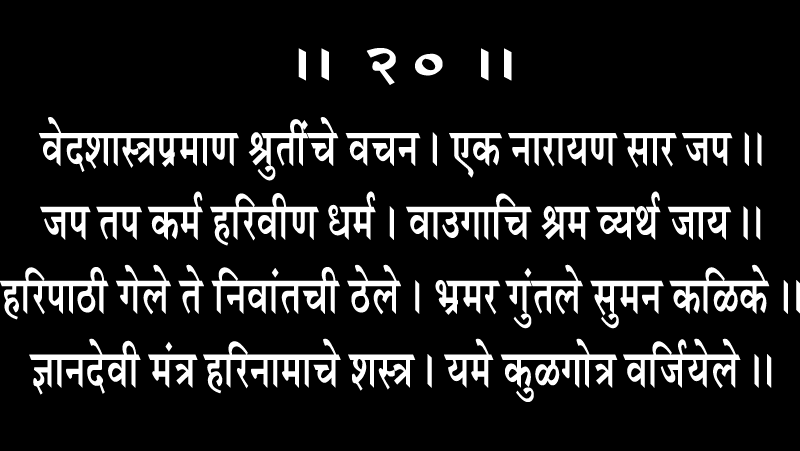 ।। २० ।।
वेदशास्त्रप्रमाण श्रुतींचे वचन । एक नारायण सार जप ।।
जप तप कर्म हरिवीण धर्म । वाउगाचि श्रम व्यर्थ जाय ।।
हरिपाठी गेले ते निवांतची ठेले । भ्रमर गुंतले सुमन कळिके ।।
ज्ञानदेवी मंत्र हरिनामाचे शस्त्र । यमे कुळगोत्र वर्जियेले ।।